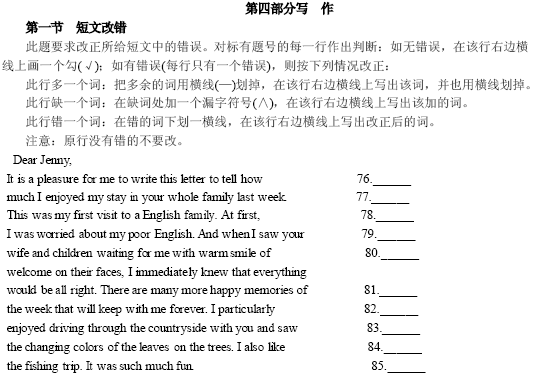 第四部分写 作
第一节 短文改错
此题要求改正所给短文中的错误。对标有题号的每一行作出判断：如无错误，在该行右边横
线上画一个勾(√)；如有错误(每行只有一个错误)，则按下列情况改正：
此行多一个词：把多余的词用横线(—)划掉，在该行右边横线上写出该词，并也用横线划掉。
此行缺一个词：在缺词处加一个漏字符号(∧)，在该行右边横线上写出该加的词。
此行错一个词：在错的词下划一横线，在该行右边横线上写出改正后的词。
注意：原行没有错的不要改。
Dear Jenny,
It is a pleasure for me to write this letter to tell how 76.______
much I enjoyed my stay in your whole family last week. 77.______
This was my first visit to a English family. At first, 78.______
I was worried about my poor English. And when I saw your 79.______
wife and children waiting for me with warm smile of 80.______
welcome on their faces, I immediately knew that everything
would be all right. There are many more happy memories of 81.______
the week that will keep with me forever. I particularly 82.______
enjoyed driving through the countryside with you and saw 83.______
the changing colors of the leaves on the trees. I also like 84.______
the fishing trip. It was such much fun. 85.______